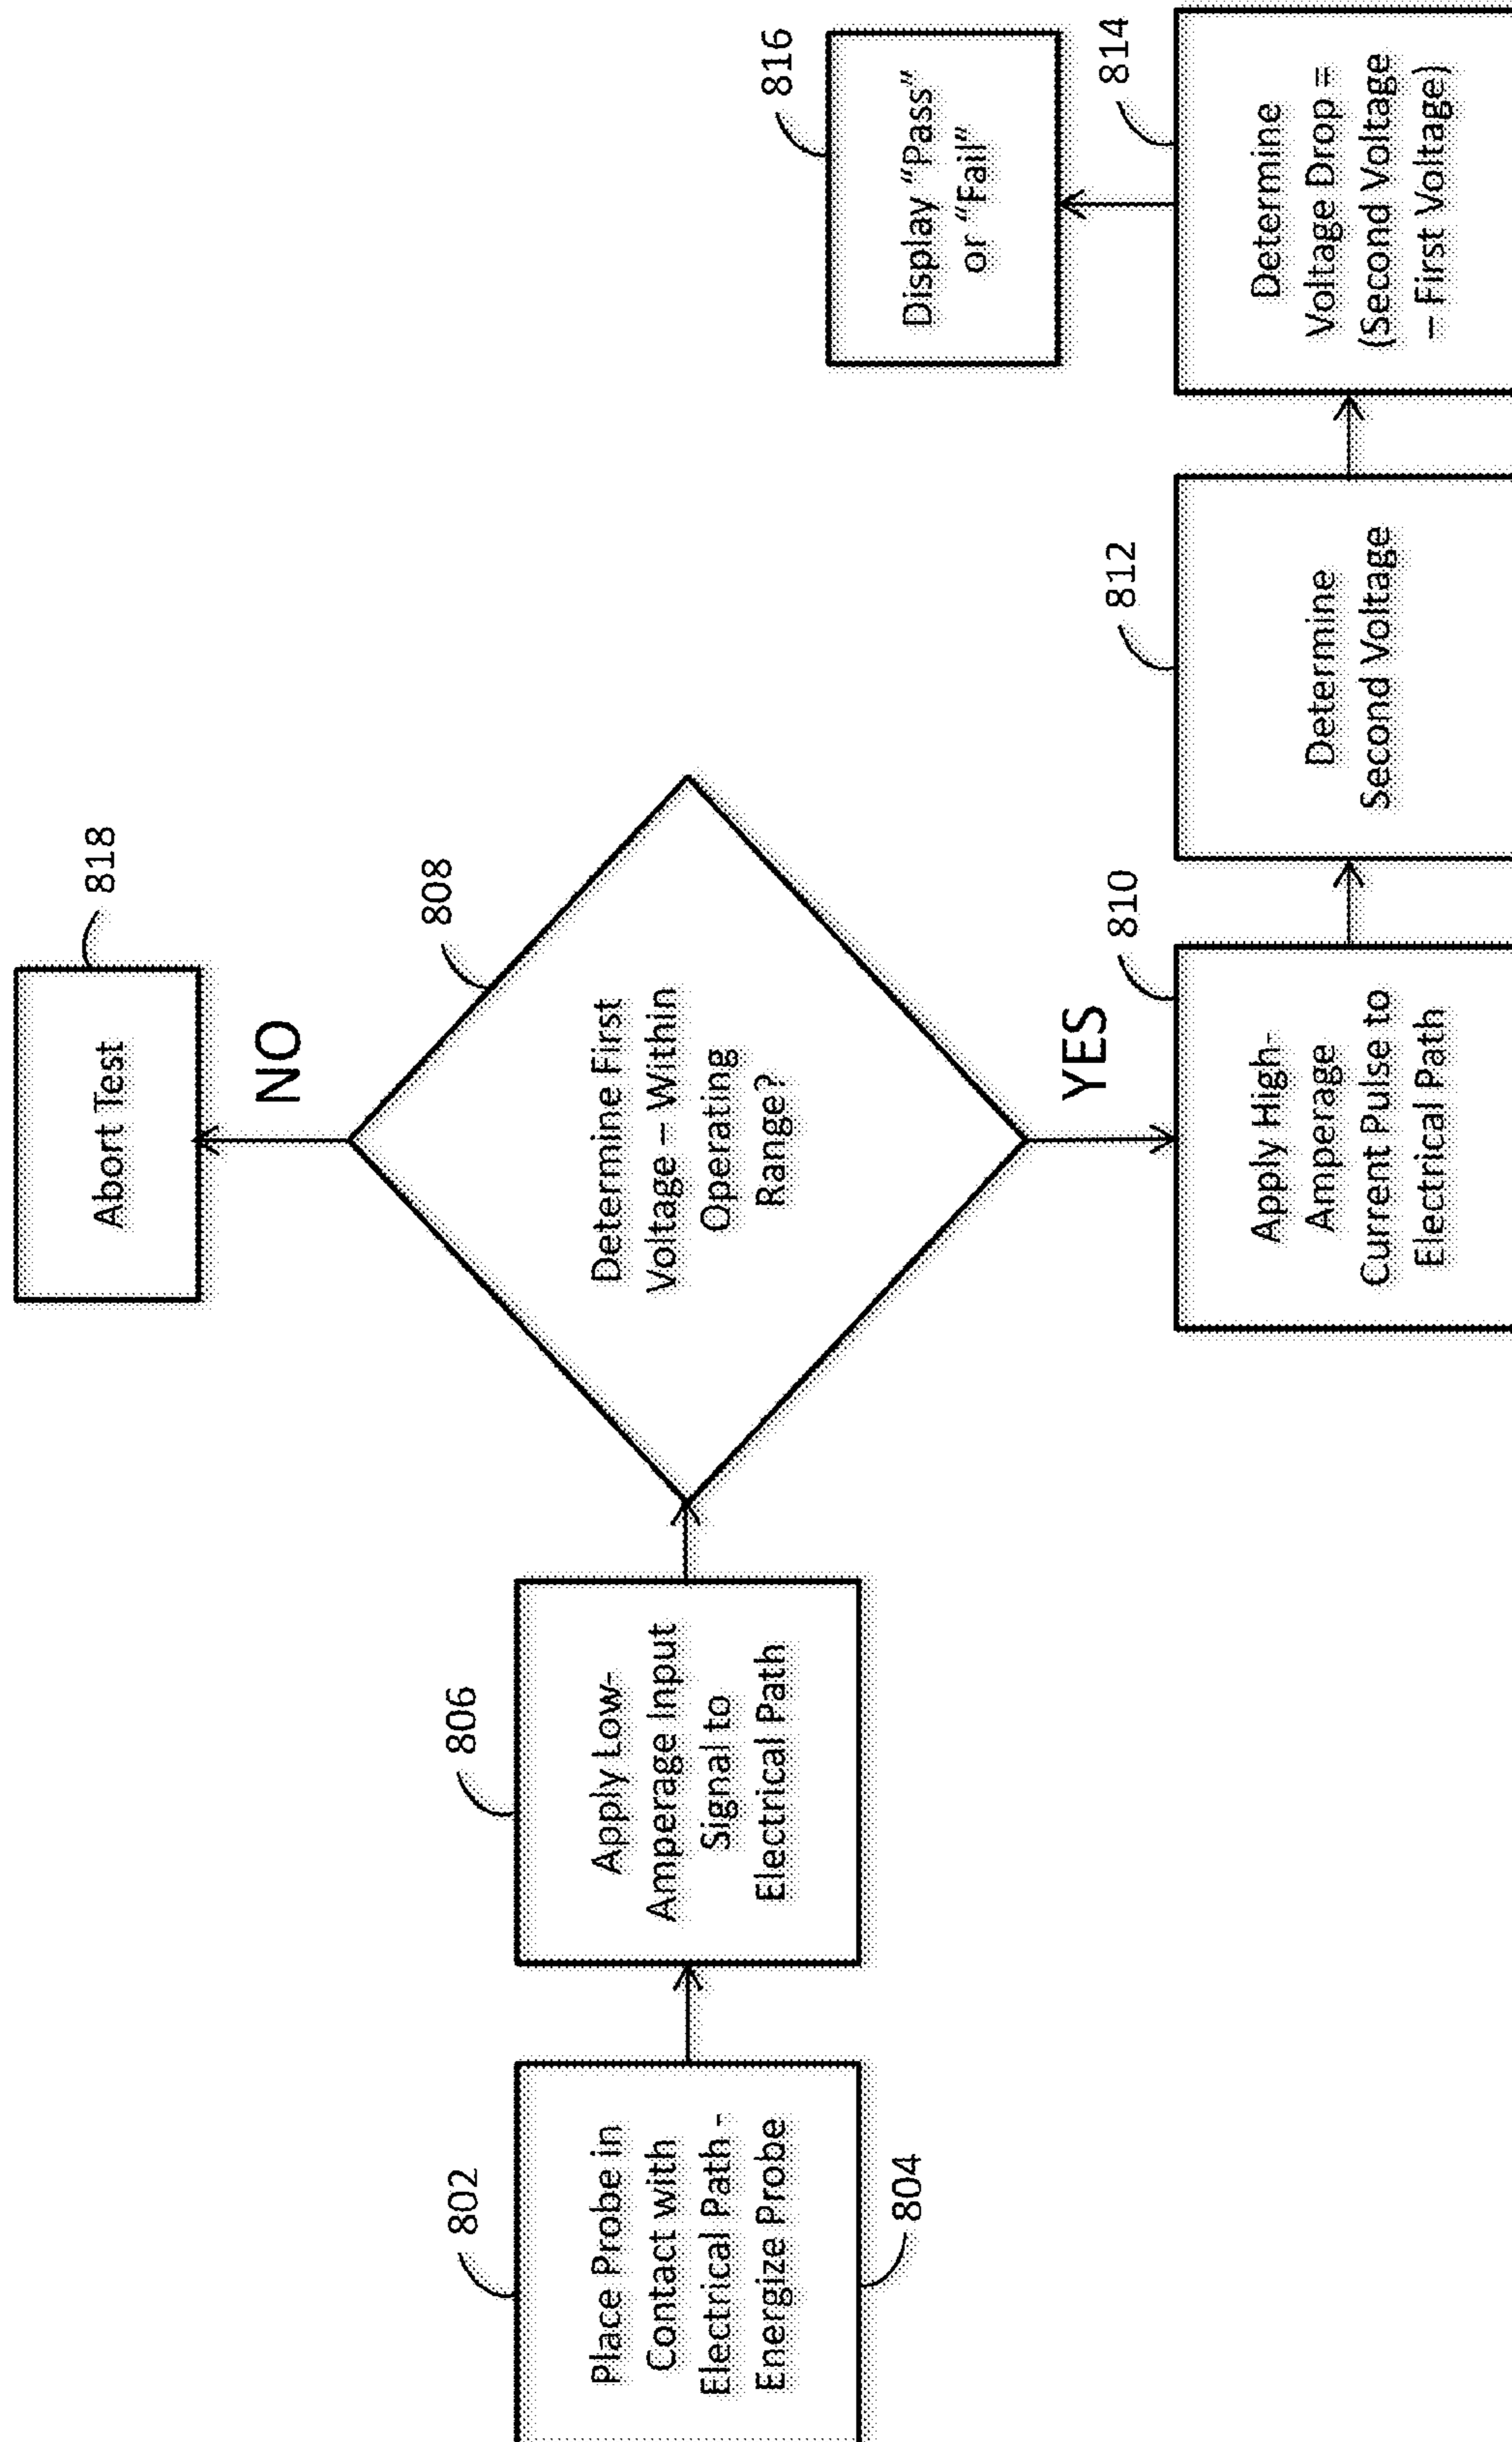 802
Place Probe in
Contact with
Electrical Path -
Energize Probe
804
806
Apply Low-
Amperage Input
Signal to
Electrical Path
808
Determine First
Voltage – Within
Operating
Range?
NO
818
Abort Test
YES
810
Apply High-
Amperage
Current Pulse to
Electrical Path
812
Determine
Second Voltage
814
Determine
Voltage Drop =
(Second Voltage
– First Voltage)
816
Display “Pass”
or “Fail”